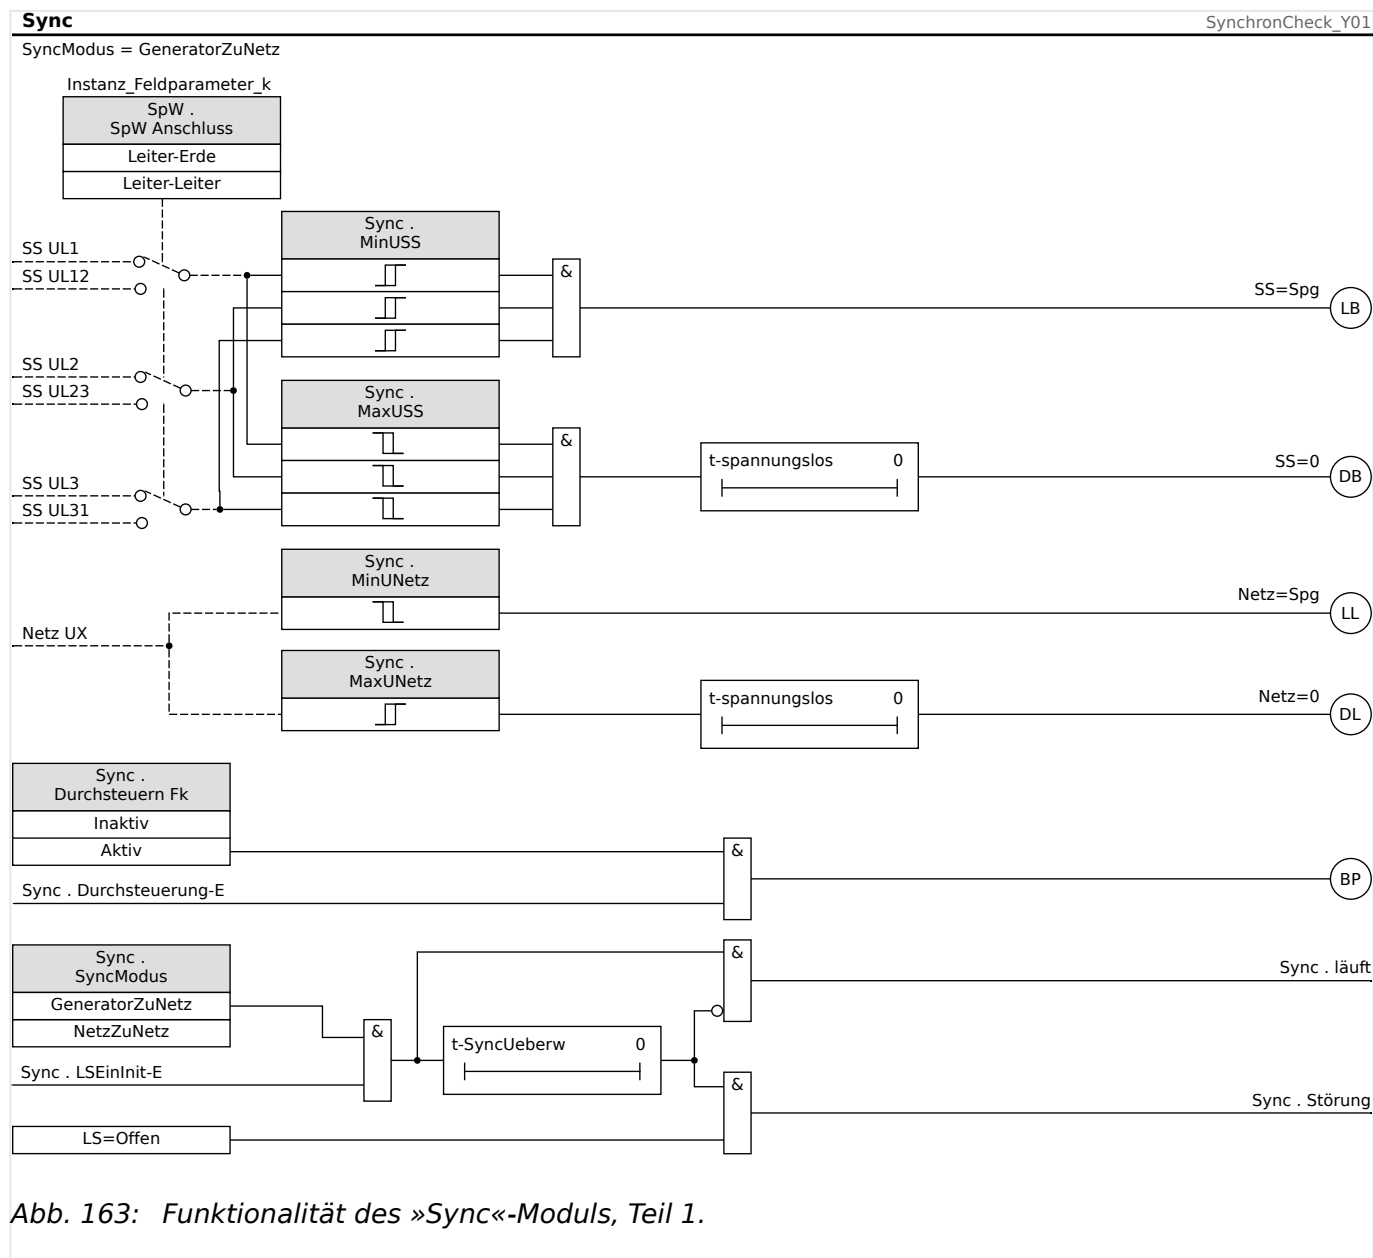 Sync
SynchronCheck_Y01
SyncModus = GeneratorZuNetz
Instanz_Feldparameter_k
SpW .
SpW Anschluss
Leiter-Erde
Leiter-Leiter
Sync .
MinUSS
SS UL1
SS UL12
&
SS=Spg
LB
SS UL2
SS UL23
Sync .
MaxUSS
&
t-spannungslos 0
SS=0
DB
SS UL3
SS UL31
Sync .
MinUNetz
Netz=Spg
LL
Netz UX
Sync .
MaxUNetz
t-spannungslos 0
Netz=0
DL
Sync .
Durchsteuern Fk
Inaktiv
Aktiv
&
BP
Sync . Durchsteuerung-E
Sync .
SyncModus
GeneratorZuNetz
NetzZuNetz
&
Sync . läuft
&
t-SyncUeberw 0
Sync . LSEinInit-E
&
Sync . Störung
LS=Offen
Abb. 163: Funktionalität des »Sync«-Moduls, Teil 1.